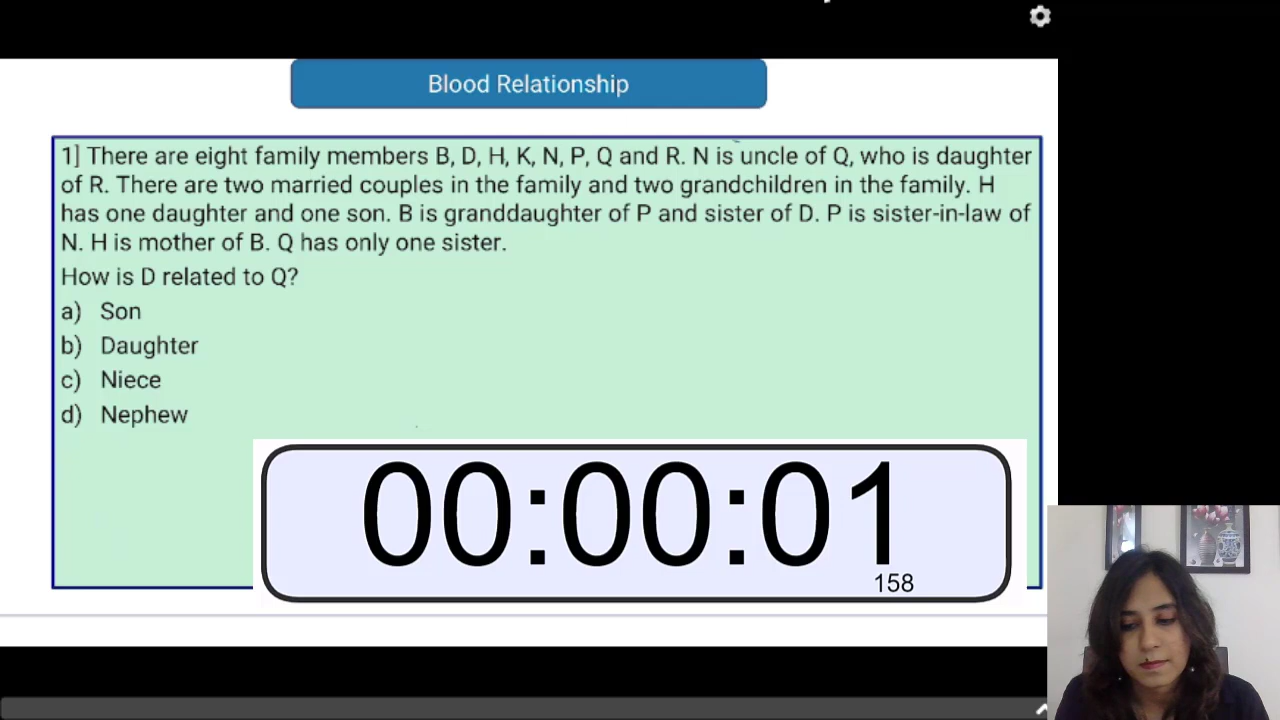 Blood Relationship
1] There are eight family members B, D, H, K, N, P, Q and R. N is uncle of Q, who is daughter
of R. There are two married couples in the family and two grandchildren in the family. H
has one daughter and one son. B is granddaughter of P and sister of D. P is sister-in-law of
N. H is mother of B. Q has only one sister.
How is D related to Q?
a) Son
b) Daughter
c) Niece
d) Nephew
00:00:01
158